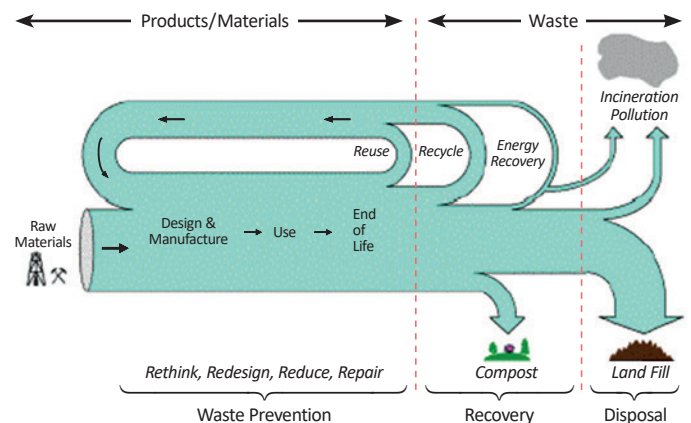 Products/Materials
Waste
Incineration
Pollution
Reuse
Recycle
Energy
Recovery
Raw
Materials
Design &
Manufacture
Use
End
of
Life
Compost
Land Fill
Rethink, Redesign, Reduce, Repair
Waste Prevention
Recovery
Disposal